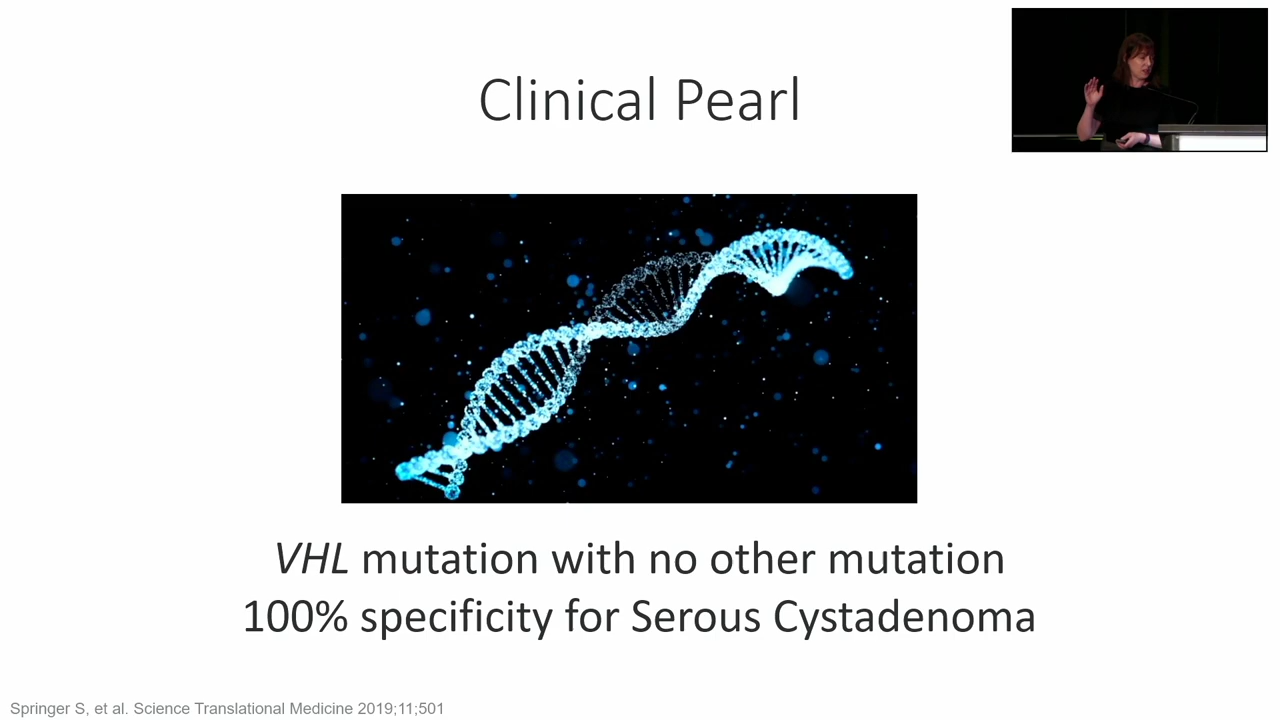 Clinical Pearl
VHL mutation with no other mutation
100% specificity for Serous Cystadenoma
Springer S, et al. Science Translational Medicine 2019;11;501